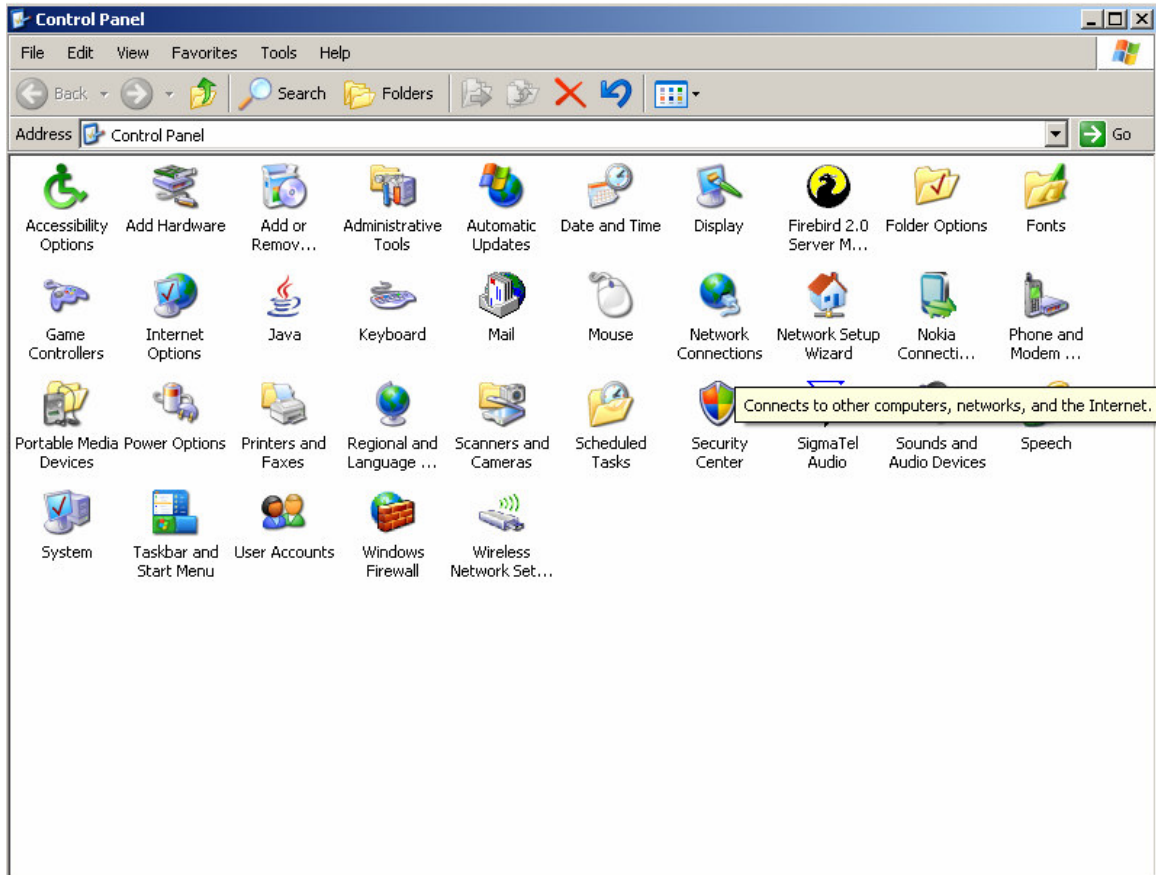 Control Panel
File Edit View Favorites Tools Help
Back Search Folders
Address Control Panel Go
Accessibility Options
Add Hardware
Add or Remov...
Administrative Tools
Automatic Updates
Date and Time
Display
Firebird 2.0 Server M...
Folder Options
Fonts
Game Controllers
Internet Options
Java
Keyboard
Mail
Mouse
Network Connections
Network Setup Wizard
Nokia Connecti...
Phone and Modem ...
Connects to other computers, networks, and the Internet.
Portable Media Devices
Power Options
Printers and Faxes
Regional and Language ...
Scanners and Cameras
Scheduled Tasks
Security Center
SigmaTel Audio
Sounds and Audio Devices
Speech
System
Taskbar and Start Menu
User Accounts
Windows Firewall
Wireless Network Set...